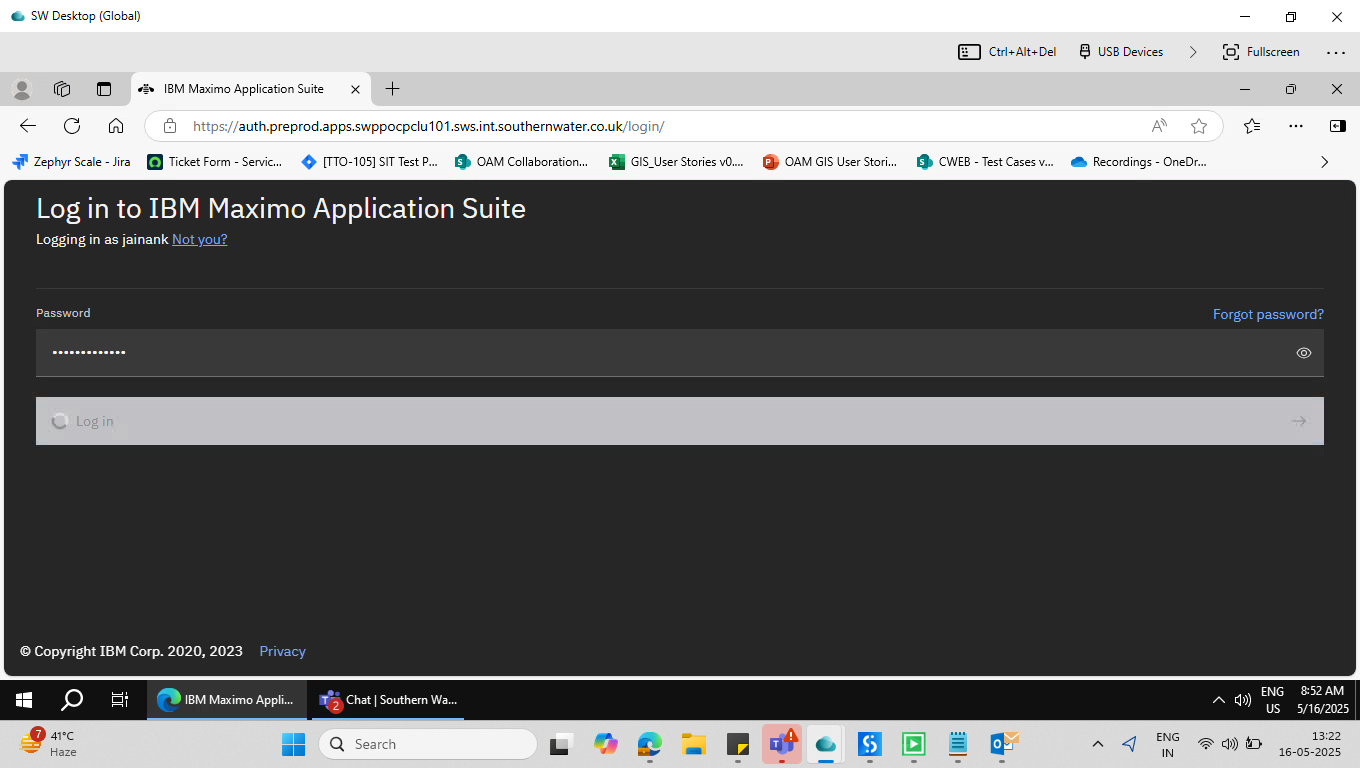 SW Desktop (Global)
Ctrl+Alt+Del USB Devices Fullscreen
IBM Maximo Application Suite
https://auth.preprod.apps.swppocpclu101.sws.int.southernwater.co.uk/login/
Zephyr Scale - Jira Ticket Form - Servic... [TTO-105] SIT Test P... OAM Collaboration... GIS_User Stories v0.... OAM GIS User Stori... CWEB - Test Cases v... Recordings - OneDr...
Log in to IBM Maximo Application Suite
Logging in as jainank Not you?
Password Forgot password?
Log in
© Copyright IBM Corp. 2020, 2023 Privacy
IBM Maximo Appli... 2 Chat | Southern Wa... ENG 8:52 AM
US 5/16/2025
7 41°C ENG 13:22
Haze Search IN 16-05-2025